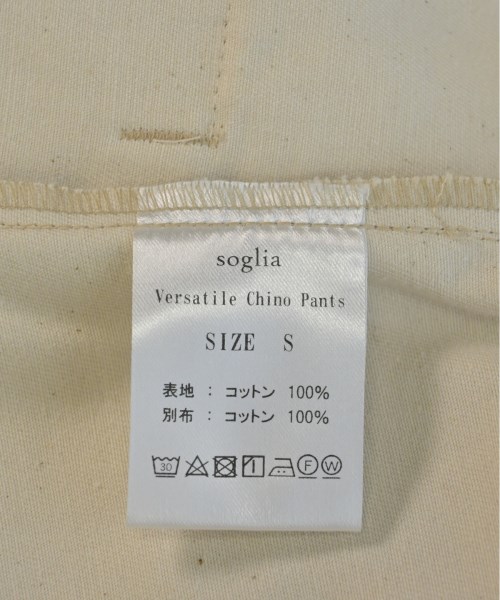 soglia
Versatile Chino Pants
SIZE S
表地 : コットン 100%
別布 : コットン 100%
30 F W